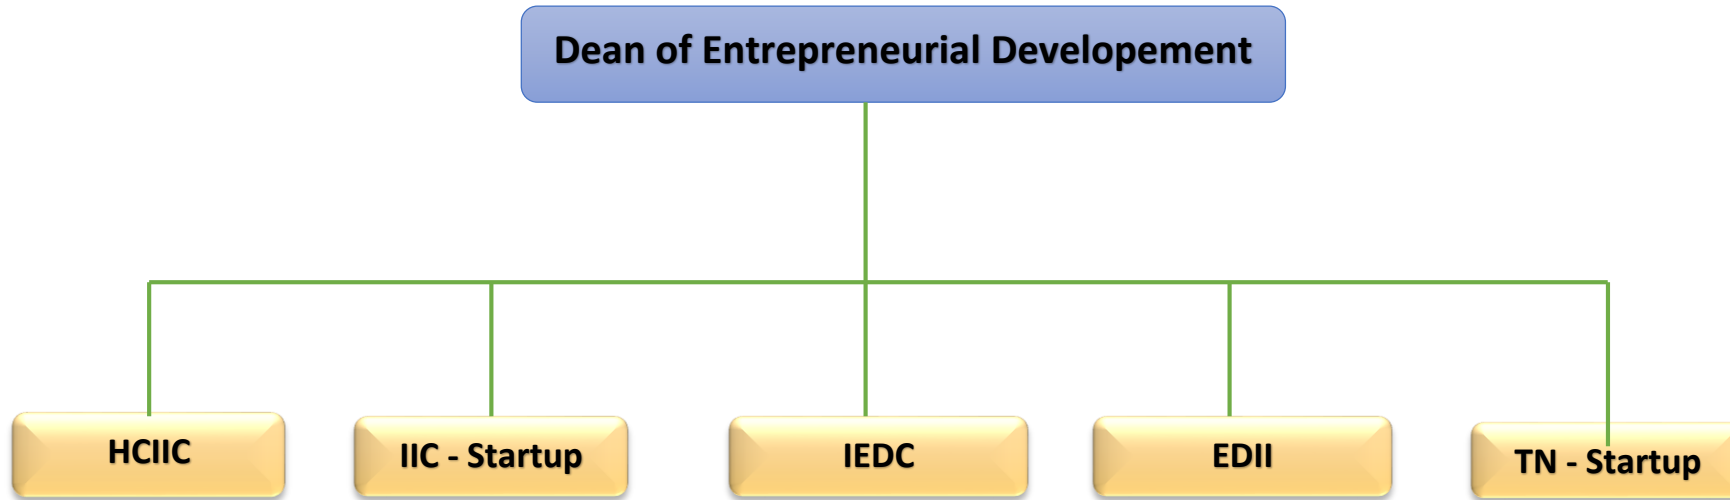 Dean of Entrepreneurial Developement
HCIIC
IIC - Startup
IEDC
EDII
TN - Startup